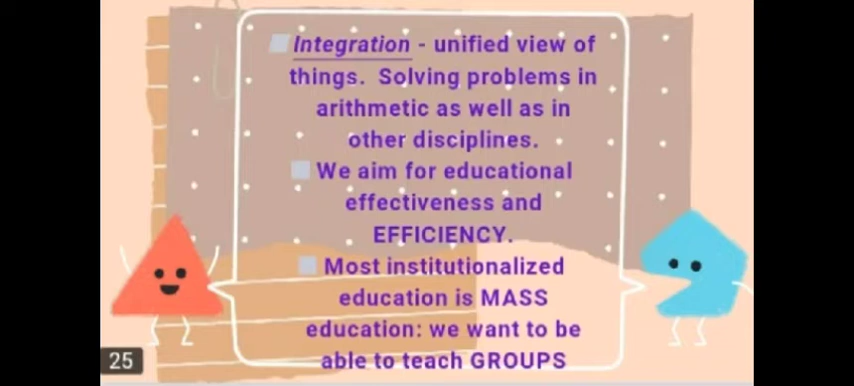 Integration - unified view of
things. Solving problems in
arithmetic as well as in
other disciplines.
We aim for educational
effectiveness and
EFFICIENCY.
Most institutionalized
education is MASS
education: we want to be
able to teach GROUPS
25